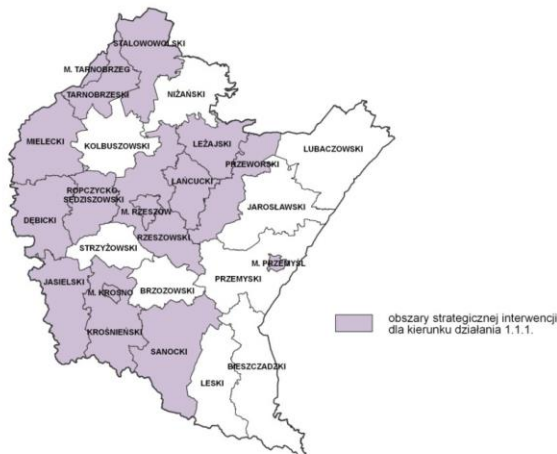 STALOWOWOLSKI
M. TARNOBRZEG
TARNOBRZESKI
NIŻAŃSKI
MIELECKI
KOLBUSZOWSKI
LEŻAJSKI
LUBACZOWSKI
PRZEWORSKI
ROPCZYCKO
SĘDZISZOWSKI
ŁAŃCUCKI
M. RZESZÓW
JAROSŁAWSKI
DĘBICKI
RZESZOWSKI
STRZYŻOWSKI
M. PRZEMYŚL
JASIELSKI
M. KROSNO
BRZOZOWSKI
PRZEMYSKI
KROŚNIEŃSKI
SANOCKI
LESKI
BIESZCZADZKI
obszary strategicznej interwencji
dla kierunku działania 1.1.1.